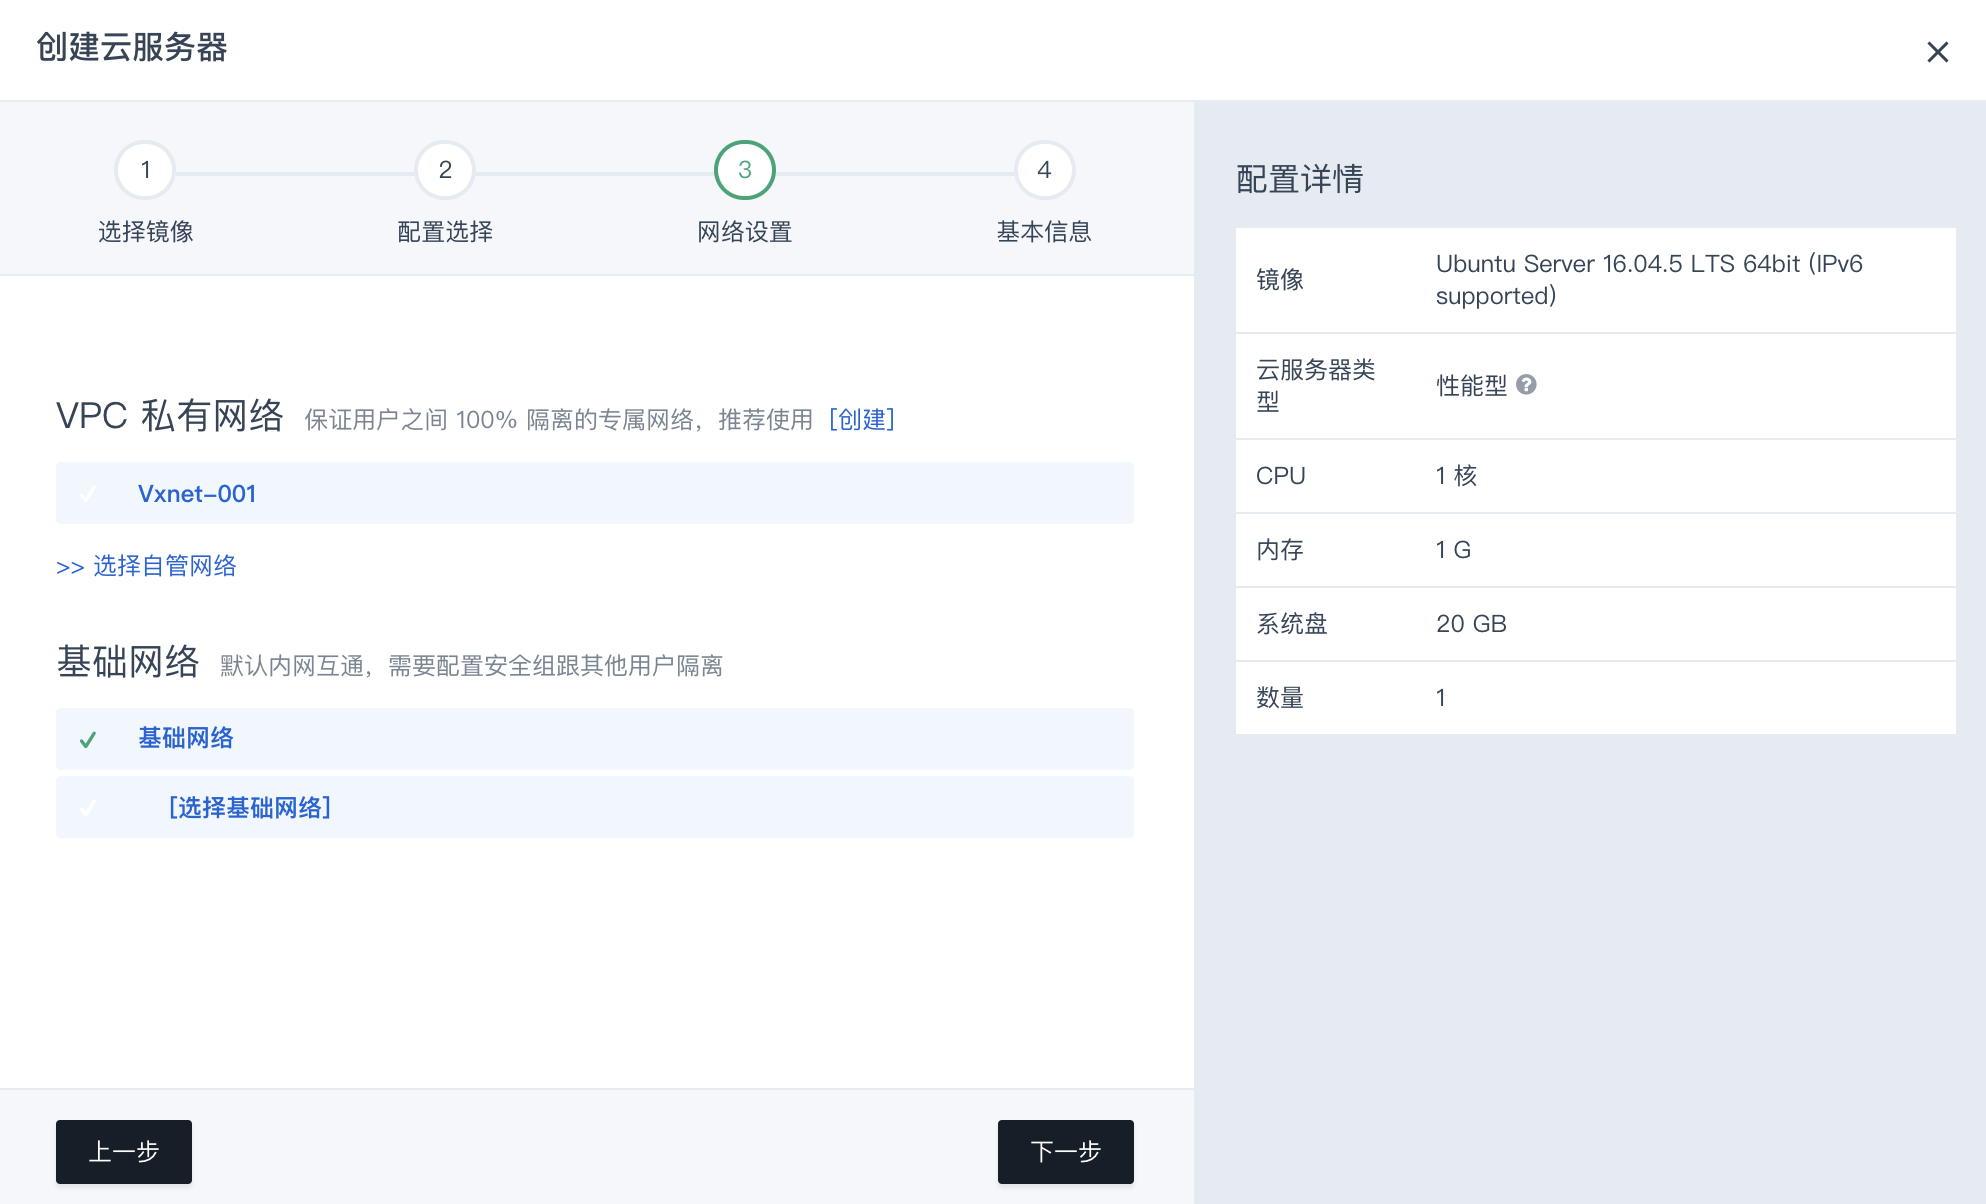 创建云服务器
1
2
3
4
选择镜像
配置选择
网络设置
基本信息
VPC 私有网络 保证用户之间 100% 隔离的专属网络，推荐使用 [创建]
Vxnet-001
>> 选择自管网络
基础网络 默认内网互通，需要配置安全组跟其他用户隔离
基础网络
[选择基础网络]
上一步
下一步
配置详情
镜像
Ubuntu Server 16.04.5 LTS 64bit (IPv6
supported)
云服务器类
型
性能型 ?
CPU
1 核
内存
1 G
系统盘
20 GB
数量
1